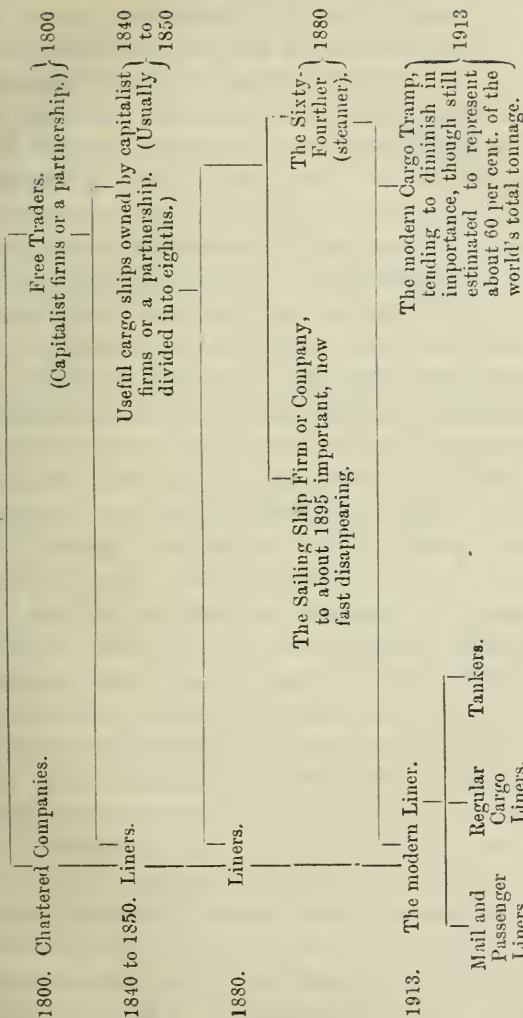 1800. Chartered Companies. Free Traders. 1800
(Capitalist firms or a partnership.)
1840 to 1850. Liners. Useful cargo ships owned by capitalist 1840
firms or a partnership. (Usually to
divided into eighths.) 1850
1880. Liners.
The Sailing Ship Firm or Company, The Sixty- 1880
to about 1895 important, now Fourther
fast disappearing. (steamer).
1913. The modern Liner. The modern Cargo Tramp,
tending to diminish in
importance, though still 1913
estimated to represent
about 60 per cent. of the
world's total tonnage.
Mail and Regular Tankers.
Passenger Cargo
Liners Liners.